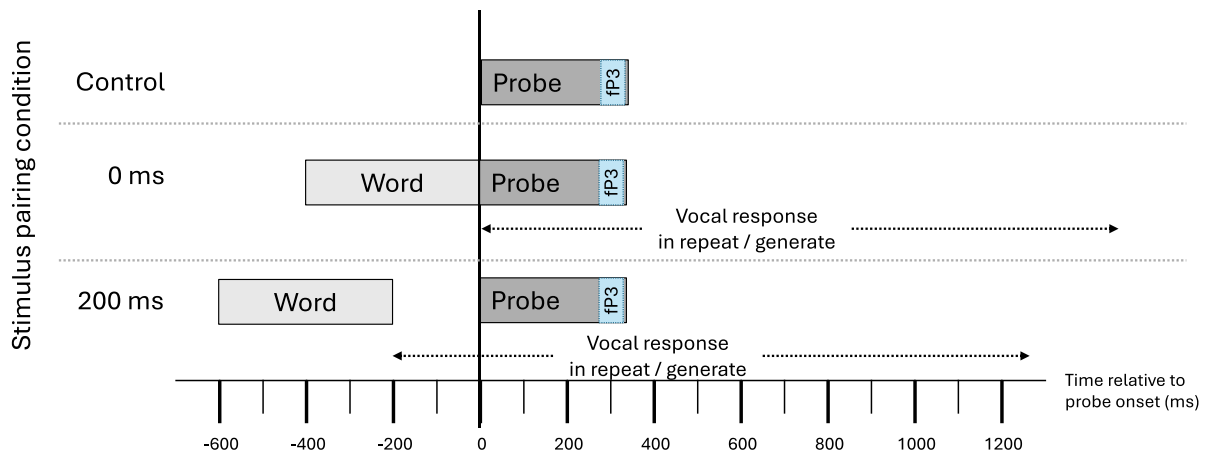 Stimulus pairing condition
Control
Probe
fP3
0 ms
Word
Probe
fP3
Vocal response
in repeat / generate
200 ms
Word
Probe
fP3
Vocal response
in repeat / generate
Time relative to
probe onset (ms)
-600 -400 -200 0 200 400 600 800 1000 1200